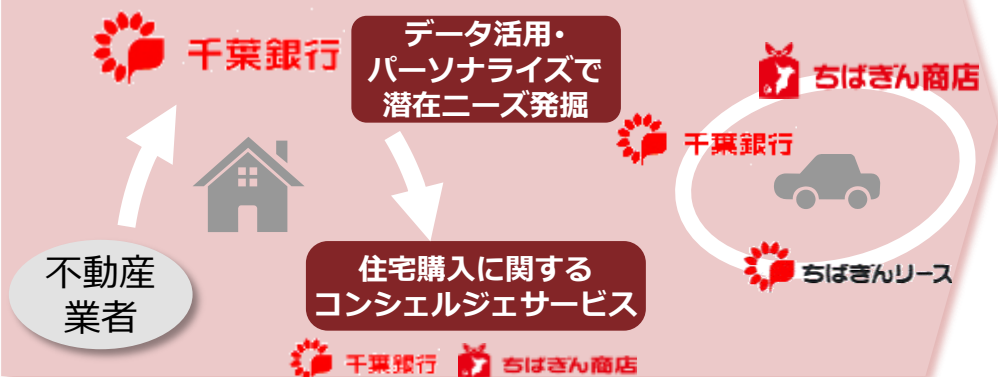 千葉銀行
データ活用・
パーソナライズで
潜在ニーズ発掘
ちばぎん商店
千葉銀行
不動産
業者
住宅購入に関する
コンシェルジェサービス
ちばぎんリース
千葉銀行
ちばぎん商店